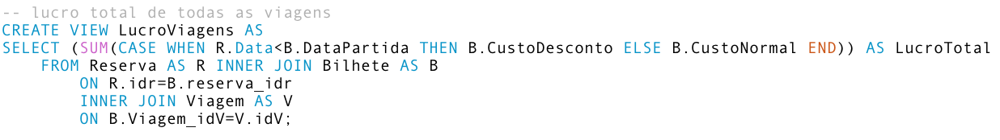 -- lucro total de todas as viagens
CREATE VIEW LucroViagens AS
SELECT (SUM(CASE WHEN R.Data<B.DataPartida THEN B.CustoDesconto ELSE B.CustoNormal END)) AS LucroTotal
FROM Reserva AS R INNER JOIN Bilhete AS B
ON R.idr=B.reserva_idr
INNER JOIN Viagem AS V
ON B.Viagem_idV=V.idV;